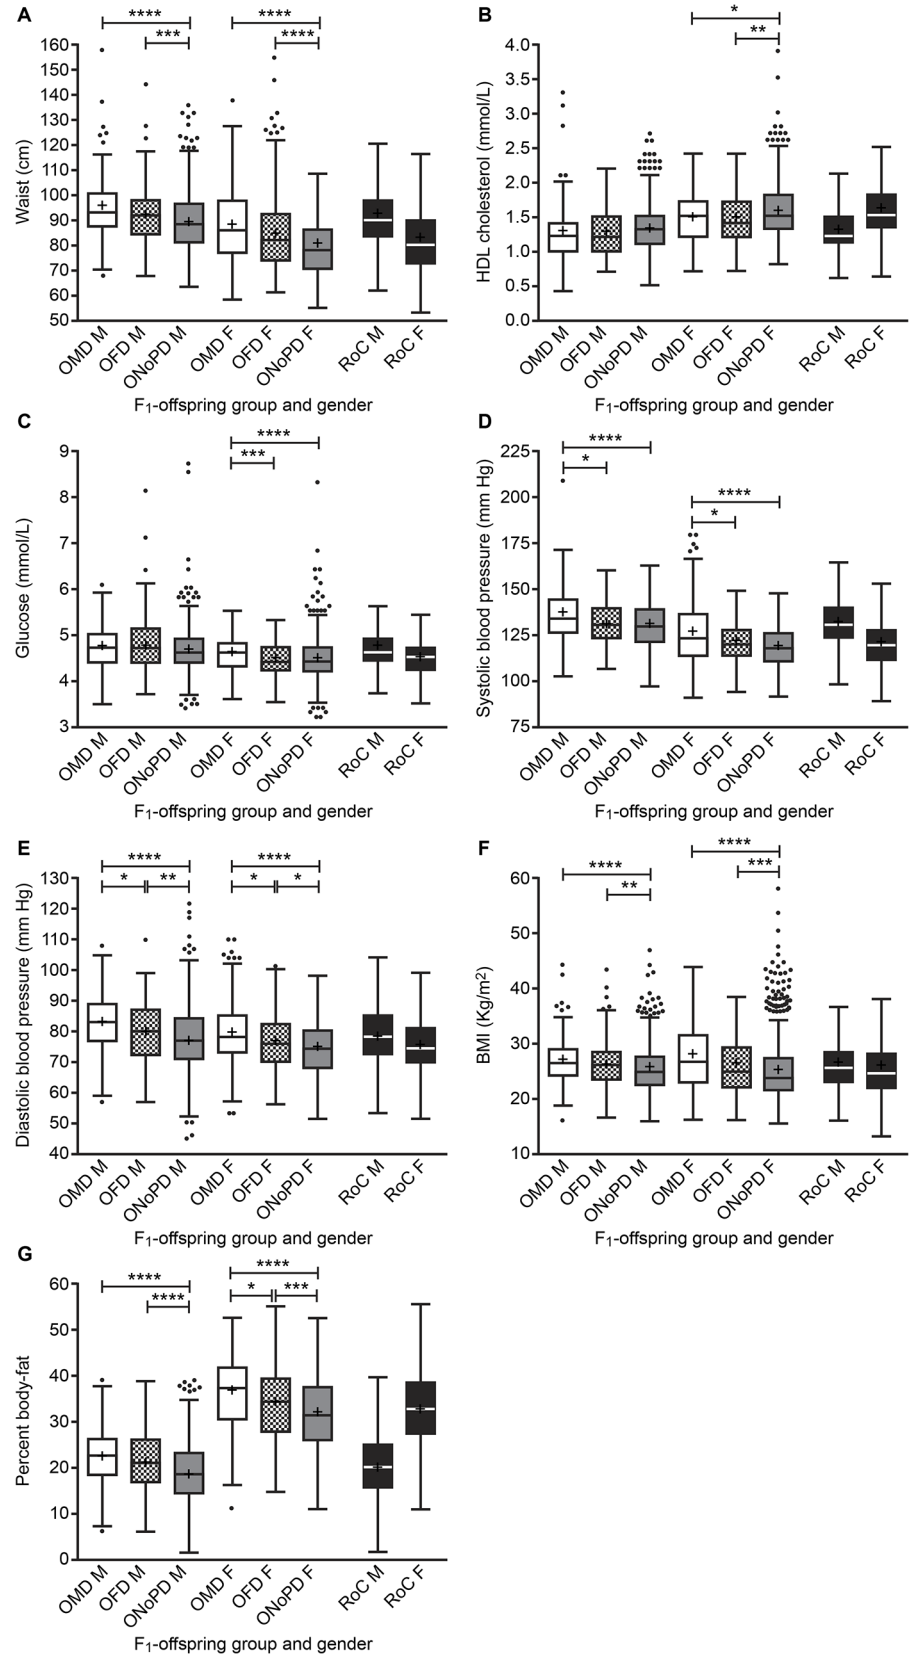 A
**** ****
*** ****
Waist (cm)
160
150
140
130
120
110
100
90
80
70
60
50
OMD M OFD M ONoPD M OMD F OFD F ONoPD F RoC M RoC F
F1-offspring group and gender
B
*
**
HDL cholesterol (mmol/L)
4.0
3.5
3.0
2.5
2.0
1.5
1.0
0.5
0.0
OMD M OFD M ONoPD M OMD F OFD F ONoPD F RoC M RoC F
F1-offspring group and gender
C
****
***
Glucose (mmol/L)
9
8
7
6
5
4
3
OMD M OFD M ONoPD M OMD F OFD F ONoPD F RoC M RoC F
F1-offspring group and gender
D
****
*
****
*
Systolic blood pressure (mm Hg)
225
200
175
150
125
100
75
OMD M OFD M ONoPD M OMD F OFD F ONoPD F RoC M RoC F
F1-offspring group and gender
E
**** ****
* ** * *
Diastolic blood pressure (mm Hg)
130
120
110
100
90
80
70
60
50
40
OMD M OFD M ONoPD M OMD F OFD F ONoPD F RoC M RoC F
F1-offspring group and gender
F
****
***
****
**
BMI (Kg/m2)
60
50
40
30
20
10
OMD M OFD M ONoPD M OMD F OFD F ONoPD F RoC M RoC F
F1-offspring group and gender
G
**** ****
**** * ***
Percent body-fat
60
50
40
30
20
10
0
OMD M OFD M ONoPD M OMD F OFD F ONoPD F RoC M RoC F
F1-offspring group and gender